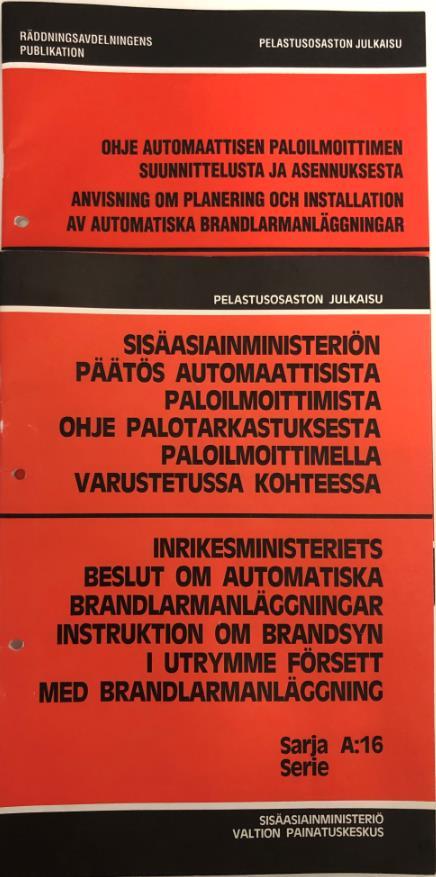 RÄDDNINGSAVDELNINGENS
PUBLIKATION
PELASTUSOSASTON JULKAISU
OHJE AUTOMAATTISEN PALOILMOITTIMEN
SUUNNITTELUSTA JA ASENNUKSESTA
ANVISNING OM PLANERING OCH INSTALLATION
AV AUTOMATISKA BRANDLARMANLÄGGNINGAR
PELASTUSOSASTON JULKAISU
SISÄASIAINMINISTERIÖN
PÄÄTÖS AUTOMAATTISISTA
PALOILMOITTIMISTA
OHJE PALOTARKASTUKSESTA
PALOILMOITTIMELLA
VARUSTETUSSA KOHTEESSA
INRIKESMINISTERIETS
BESLUT OM AUTOMATISKA
BRANDLARMANLÄGGNINGAR
INSTRUKTION OM BRANDSYN
I UTRYMME FÖRSETT
MED BRANDLARMANLÄGGNING
Sarja A:16
Serie
SISÄASIAINMINISTERIÖ
VALTION PAINATUSKESKUS